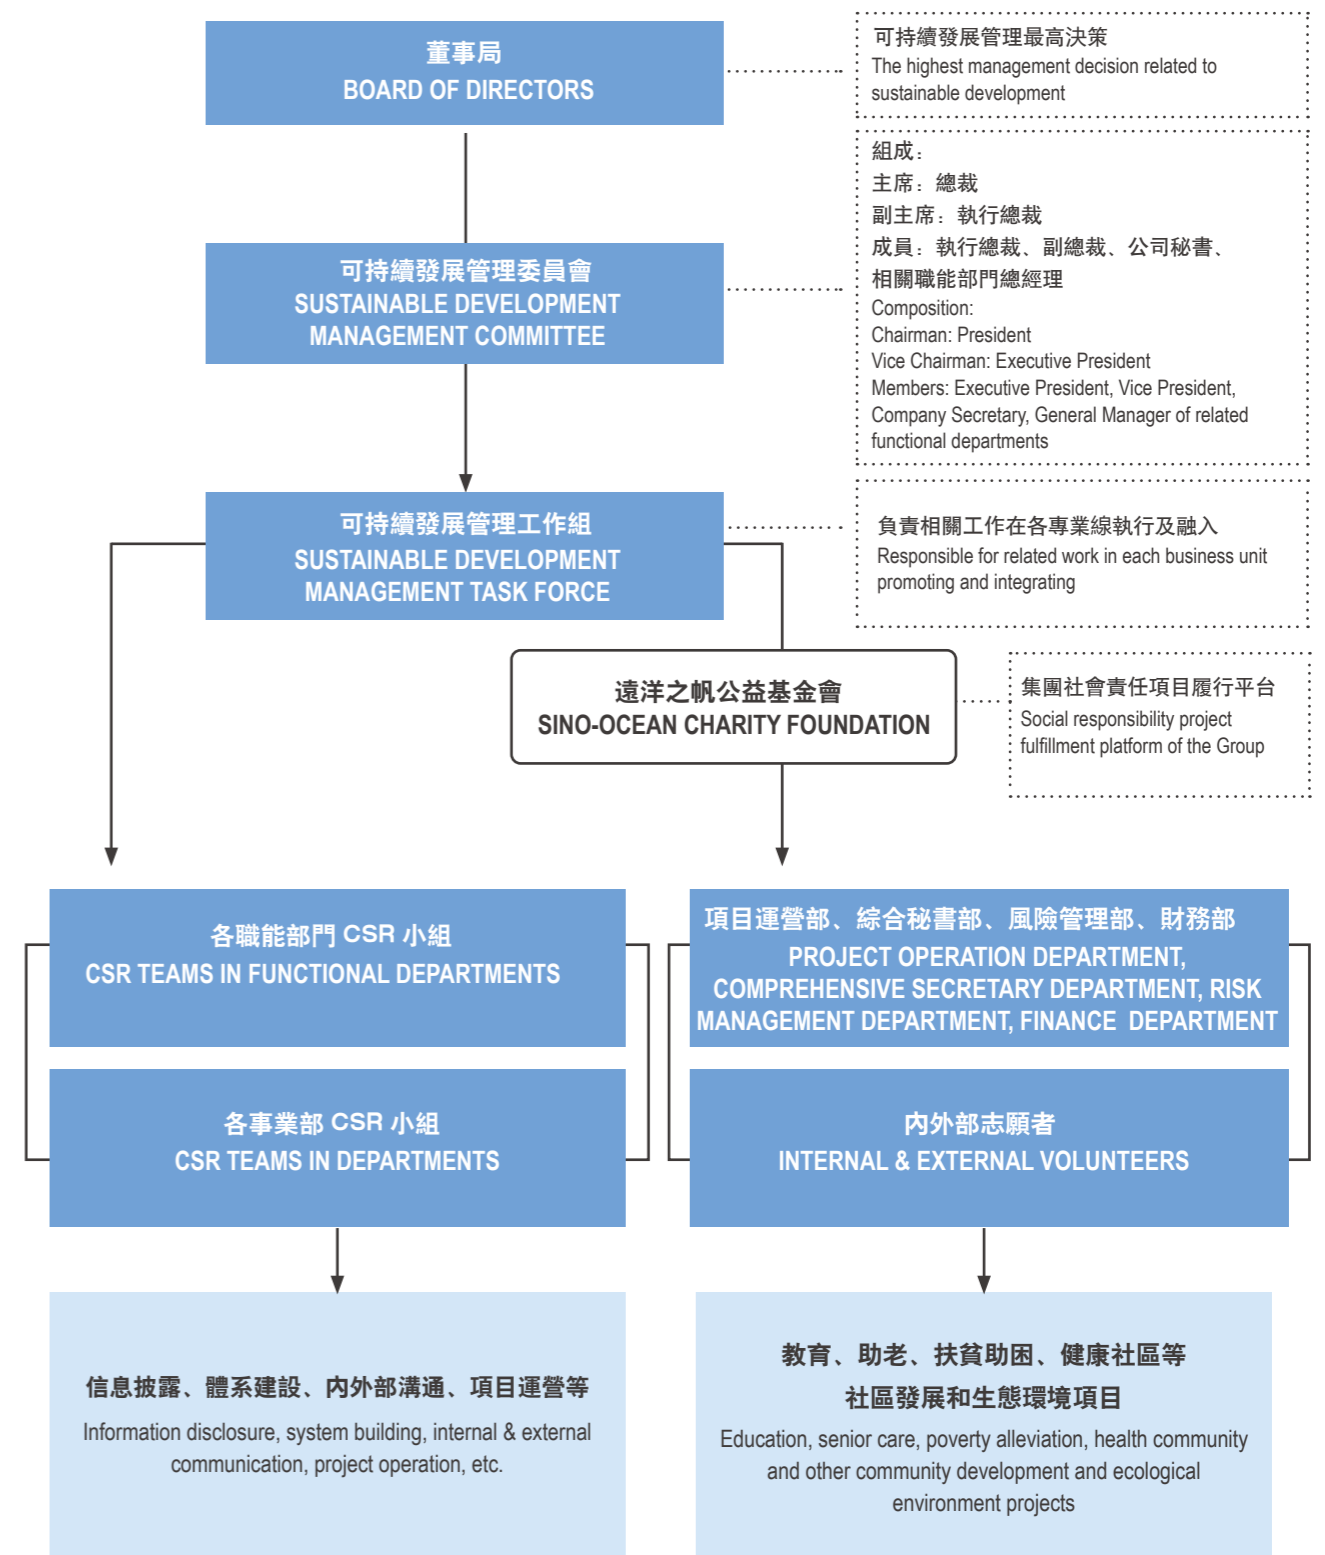 董事局
BOARD OF DIRECTORS
可持續發展管理最高決策
The highest management decision related to
sustainable development
可持續發展管理委員會
SUSTAINABLE DEVELOPMENT
MANAGEMENT COMMITTEE
組成：
主席：總裁
副主席：執行總裁
成員：執行總裁、副總裁、公司秘書、
相關職能部門總經理
Composition:
Chairman: President
Vice Chairman: Executive President
Members: Executive President, Vice President,
Company Secretary, General Manager of related
functional departments
可持續發展管理工作組
SUSTAINABLE DEVELOPMENT
MANAGEMENT TASK FORCE
負責相關工作在各專業線執行及融入
Responsible for related work in each business unit
promoting and integrating
遠洋之帆公益基金會
SINO-OCEAN CHARITY FOUNDATION
集團社會責任項目履行平台
Social responsibility project
fulfillment platform of the Group
各職能部門 CSR 小組
CSR TEAMS IN FUNCTIONAL DEPARTMENTS
各事業部 CSR 小組
CSR TEAMS IN DEPARTMENTS
信息披露、體系建設、內外部溝通、項目運營等
Information disclosure, system building, internal & external
communication, project operation, etc.
項目運營部、綜合秘書部、風險管理部、財務部
PROJECT OPERATION DEPARTMENT,
COMPREHENSIVE SECRETARY DEPARTMENT, RISK
MANAGEMENT DEPARTMENT, FINANCE DEPARTMENT
內外部志願者
INTERNAL & EXTERNAL VOLUNTEERS
教育、助老、扶貧助困、健康社區等
社區發展和生態環境項目
Education, senior care, poverty alleviation, health community
and other community development and ecological
environment projects